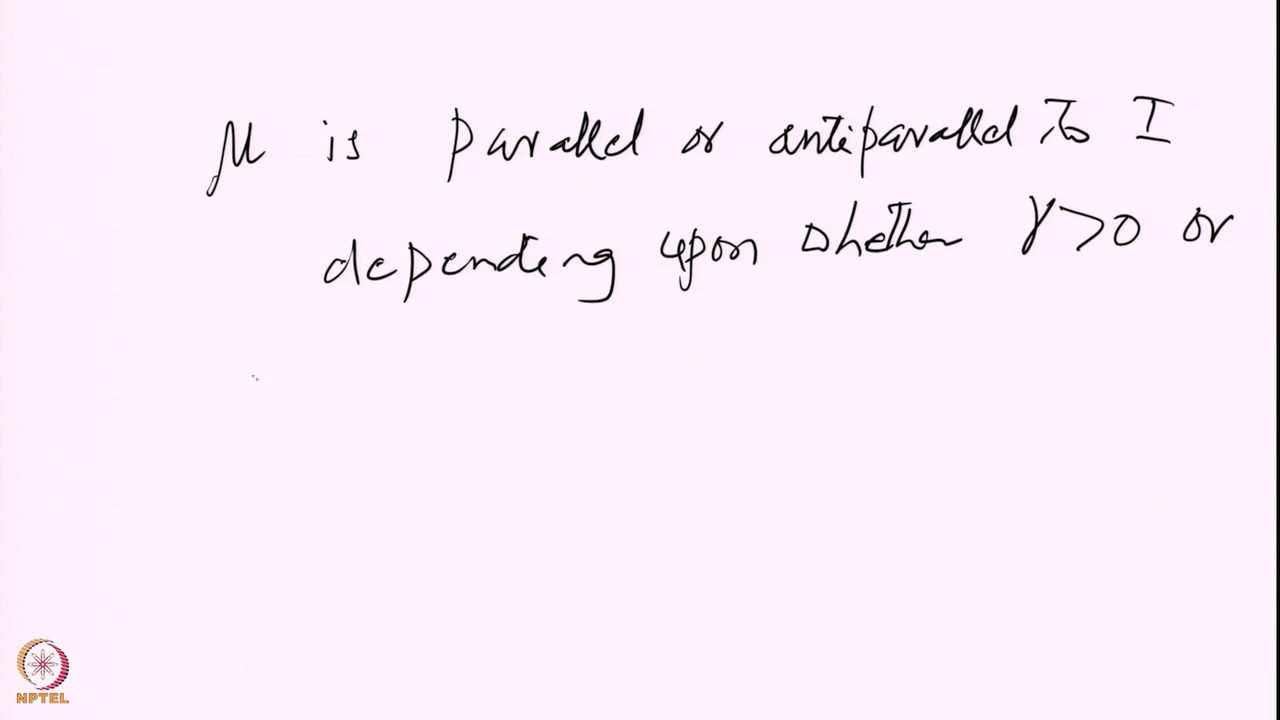 μ is parallel or antiparallel to I
depending upon whether γ>0 or
NPTEL